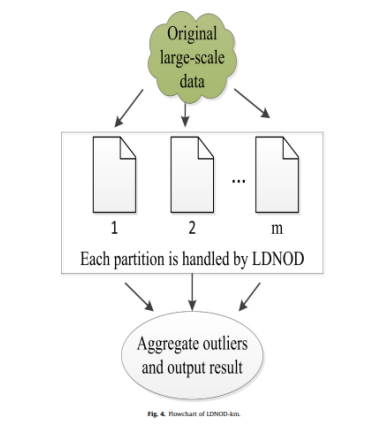 Original
large-scale
data
...
1 2 m
Each partition is handled by LDNOD
Aggregate outliers
and output result
Fig. 4. Flowchart of LDNOD-km.